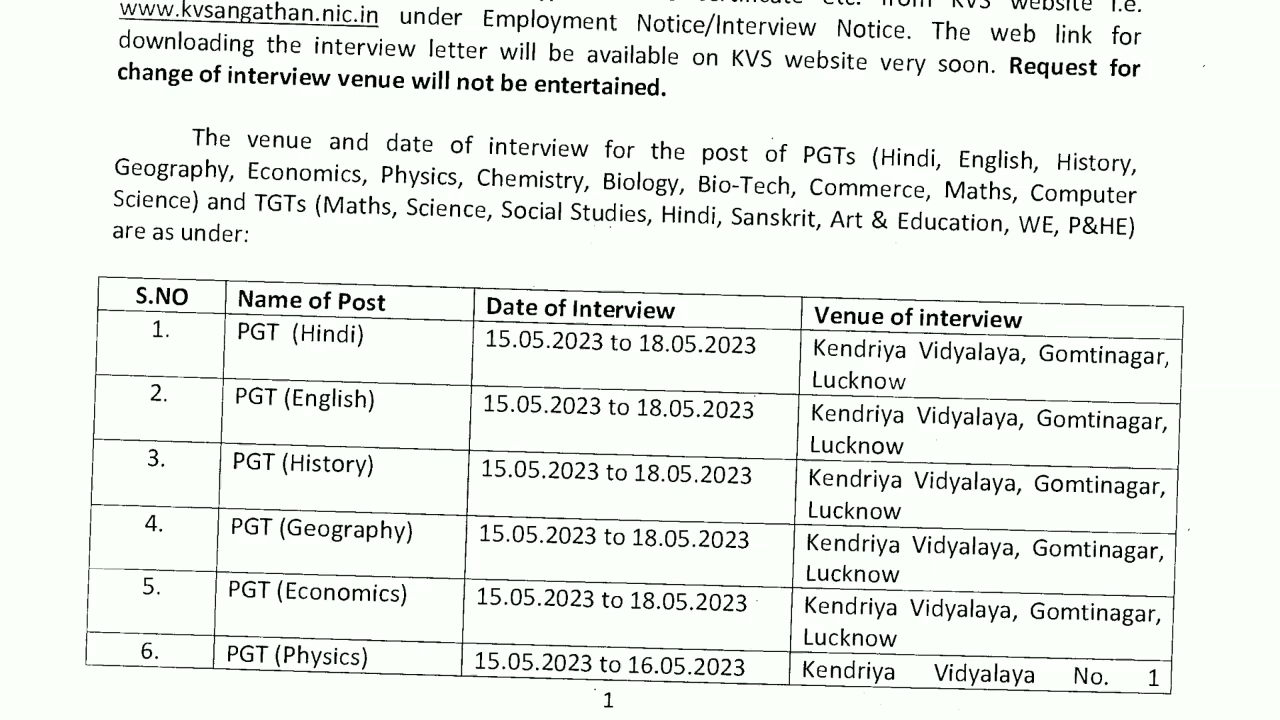 website i.e.
www.kvsangathan.nic.in under Employment Notice/Interview Notice. The web link for
downloading the interview letter will be available on KVS website very soon. Request for
change of interview venue will not be entertained.
The venue and date of interview for the post of PGTs (Hindi, English, History,
Geography, Economics, Physics, Chemistry, Biology, Bio-Tech, Commerce, Maths, Computer
Science) and TGTs (Maths, Science, Social Studies, Hindi, Sanskrit, Art & Education, WE, P&HE)
are as under:
S.NO Name of Post Date of Interview Venue of interview
1. PGT (Hindi) 15.05.2023 to 18.05.2023 Kendriya Vidyalaya, Gomtinagar,
Lucknow
2. PGT (English) 15.05.2023 to 18.05.2023 Kendriya Vidyalaya, Gomtinagar,
Lucknow
3. PGT (History) 15.05.2023 to 18.05.2023 Kendriya Vidyalaya, Gomtinagar,
Lucknow
4. PGT (Geography) 15.05.2023 to 18.05.2023 Kendriya Vidyalaya, Gomtinagar,
Lucknow
5. PGT (Economics) 15.05.2023 to 18.05.2023 Kendriya Vidyalaya, Gomtinagar,
Lucknow
6. PGT (Physics) 15.05.2023 to 16.05.2023 Kendriya Vidyalaya No. 1
1